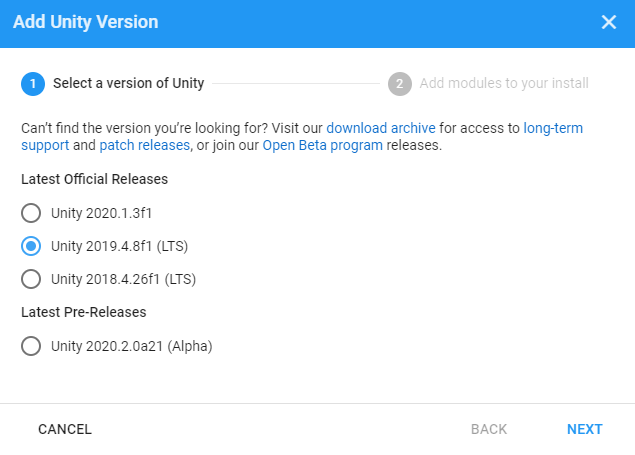 Add Unity Version
1 Select a version of Unity 2 Add modules to your install
Can't find the version you're looking for? Visit our download archive for access to long-term
support and patch releases, or join our Open Beta program releases.
Latest Official Releases
Unity 2020.1.3f1
Unity 2019.4.8f1 (LTS)
Unity 2018.4.26f1 (LTS)
Latest Pre-Releases
Unity 2020.2.0a21 (Alpha)
CANCEL BACK NEXT